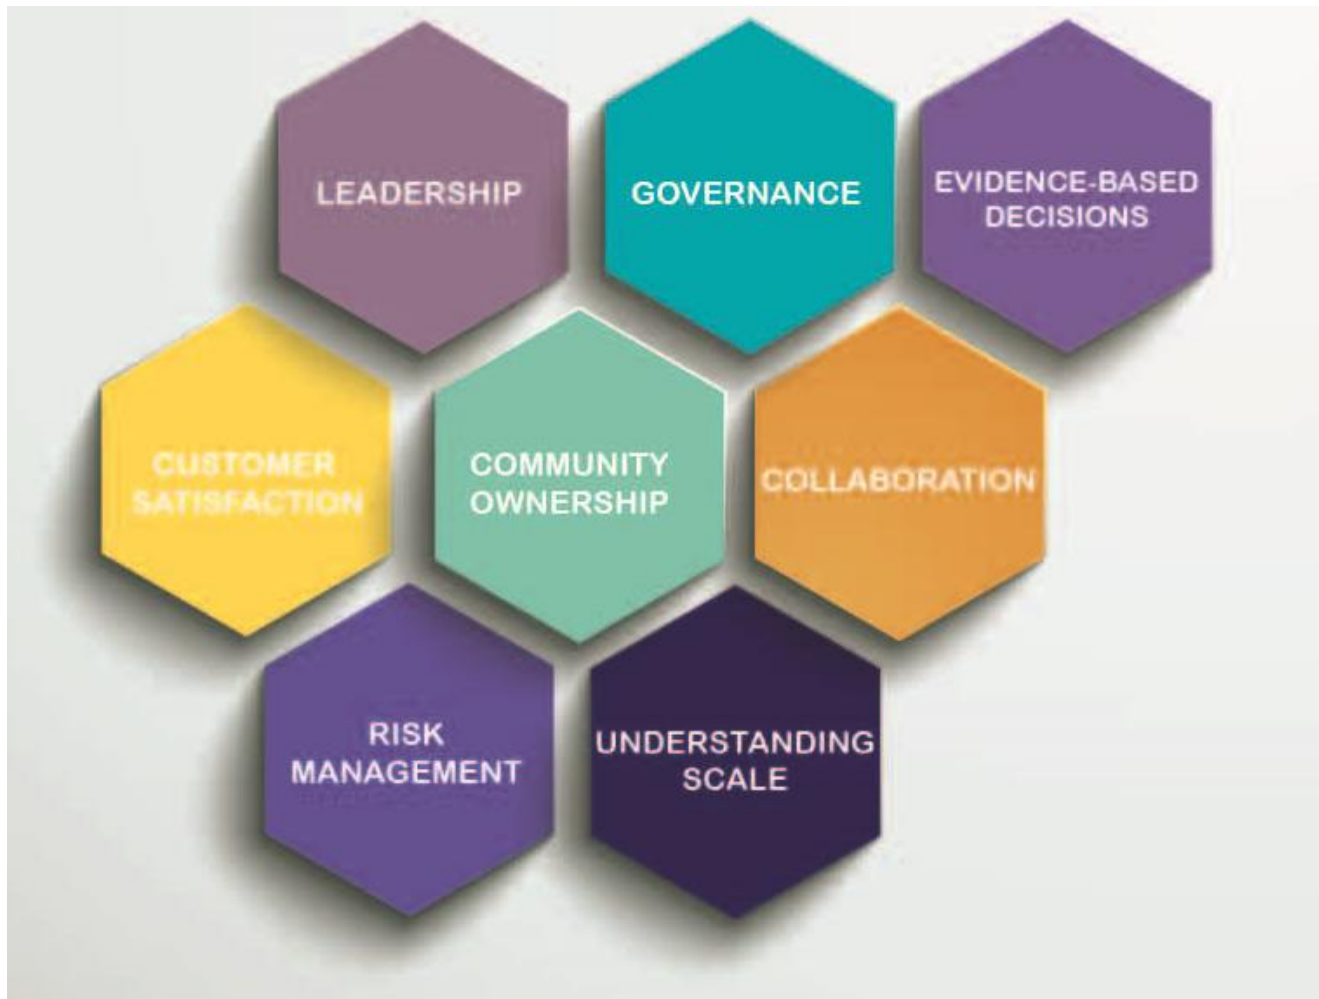 LEADERSHIP
GOVERNANCE
EVIDENCE-BASED
DECISIONS
CUSTOMER
SATISFACTION
COMMUNITY
OWNERSHIP
COLLABORATION
RISK
MANAGEMENT
UNDERSTANDING
SCALE